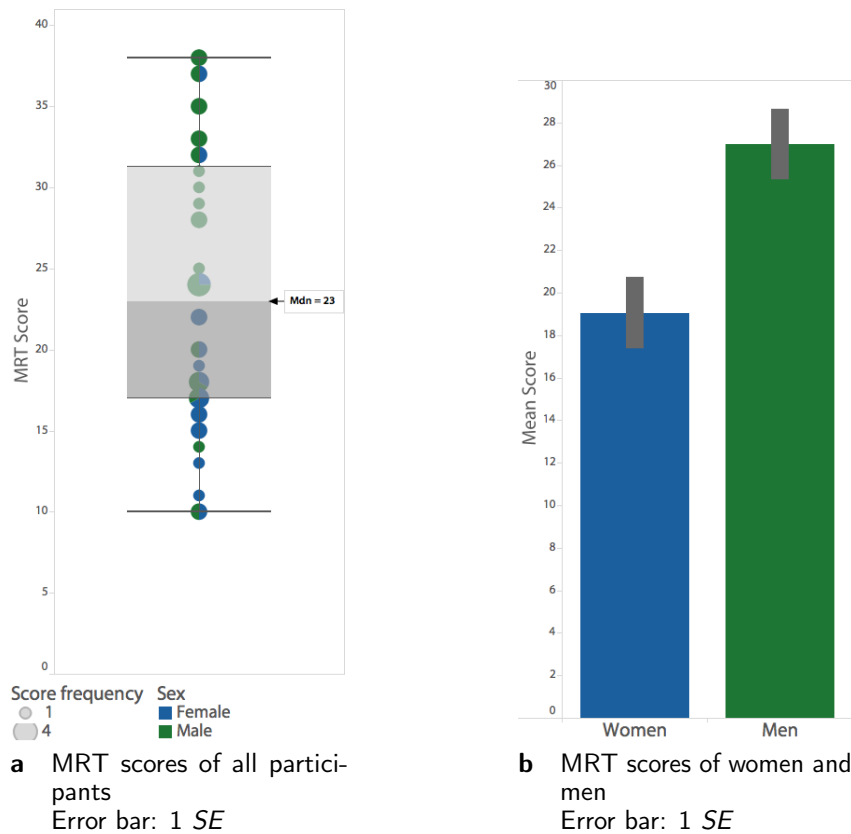 40
35
30
25
20
15
10
5
0
MRT Score
Mdn = 23
Score frequency
1
4
Sex
Female
Male
a MRT scores of all partici-
pants
Error bar: 1 SE
30
28
26
24
22
20
18
16
14
12
10
8
6
4
2
0
Mean Score
Women
Men
b MRT scores of women and
men
Error bar: 1 SE